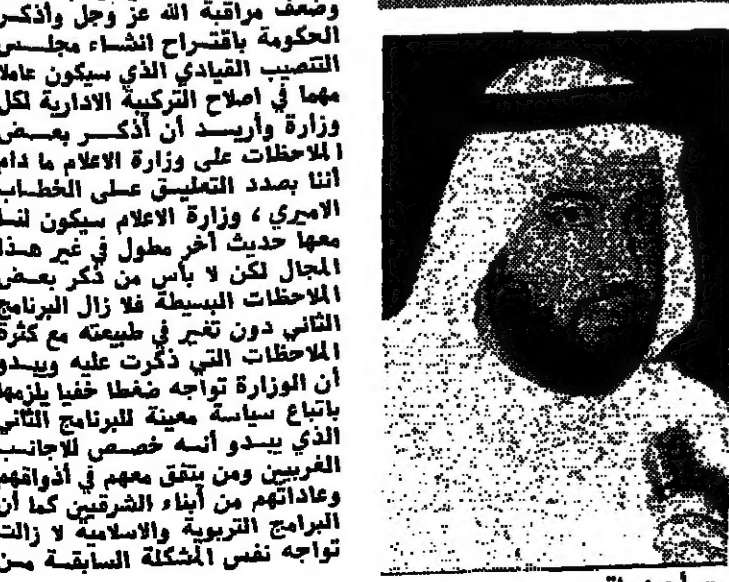 وضعف مراقبة الله عز وجل وأذكر
الحكومة باقتراح انشاء مجلس
التنصيب القيادي الذي سيكون عاملا
مهما في اصلاح التركيبة الادارية لكل
وزارة وأريد أن أذكر بعض
الملاحظات على وزارة الاعلام ما دام
أننا بصدد التعليق على الخطاب
الاميري ، وزارة الاعلام سيكون لنا
معها حديث آخر مطول في غير هذا
المجال لكن لا بأس من ذكر بعض
الملاحظات البسيطة فلا زال البرنامج
الثاني دون تغير في طبيعته مع كثرة
الملاحظات التي ذكرت عليه ويبدو
أن الوزارة تواجه ضغطا خفيا يلزمها
باتباع سياسة معينة للبرنامج الثاني
الذي يبدو أنه خصص للاجانب
الغربيين ومن يتفق معهم في أذواقهم
وعاداتهم من أبناء الشرقيين كما أن
البرامج التربوية والاسلامية لا زالت
تواجه نفس المشكلة السابقة من